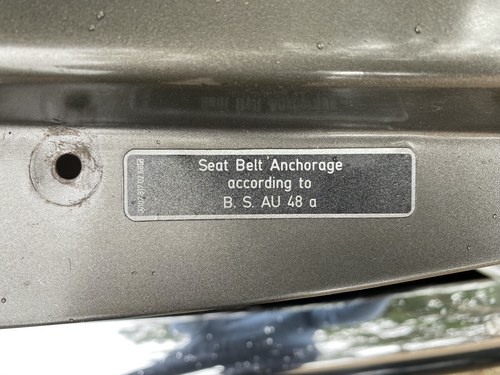 Seat Belt Anchorage
according to
B. S. AU 48 a